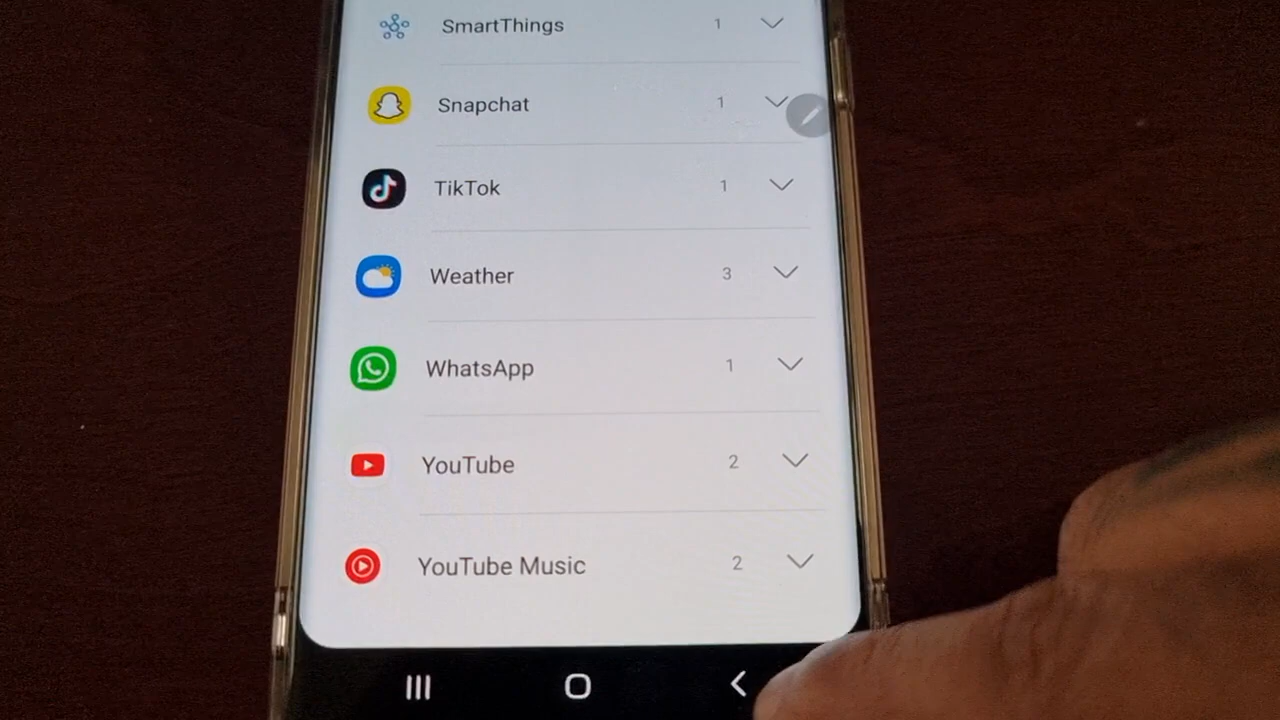 SmartThings 1
Snapchat 1
TikTok 1
Weather 3
WhatsApp 1
YouTube 2
YouTube Music 2